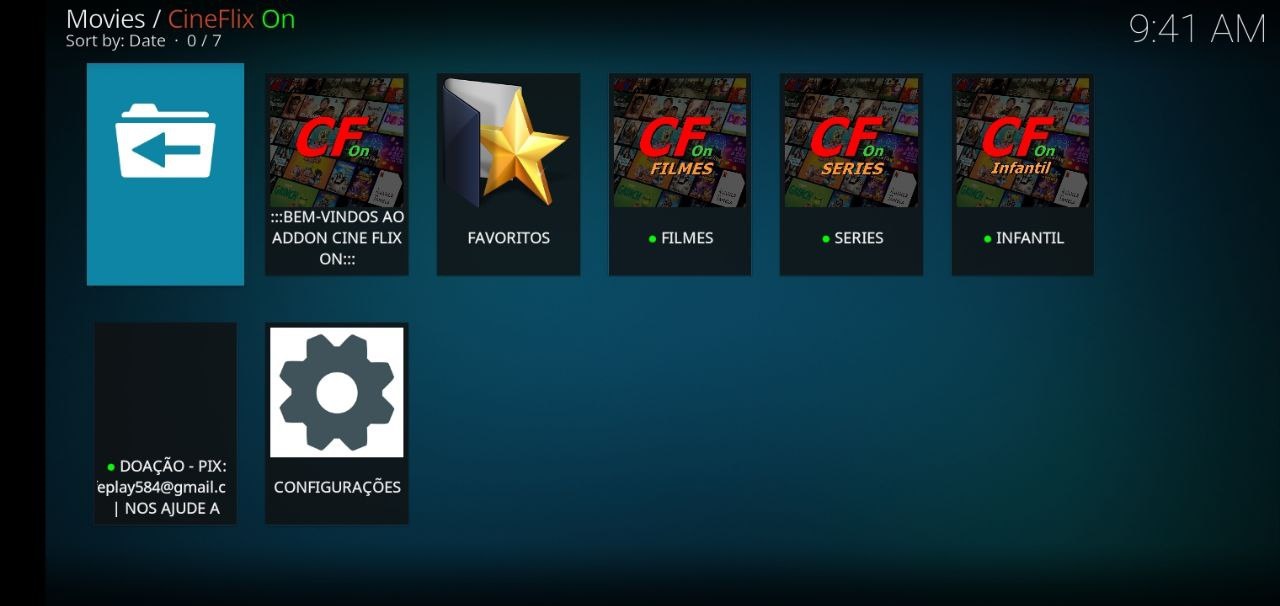 Movies / CineFlix On
Sort by: Date · 0 / 7
9:41 AM
CF
On
:::BEM-VINDOS AO
ADDON CINE FLIX
ON:::
FAVORITOS
CF
On
FILMES
• FILMES
CF
On
SERIES
• SERIES
CF
On
Infantil
• INFANTIL
• DOAÇÃO - PIX:
eplay584@gmail.c
| NOS AJUDE A
CONFIGURAÇÕES